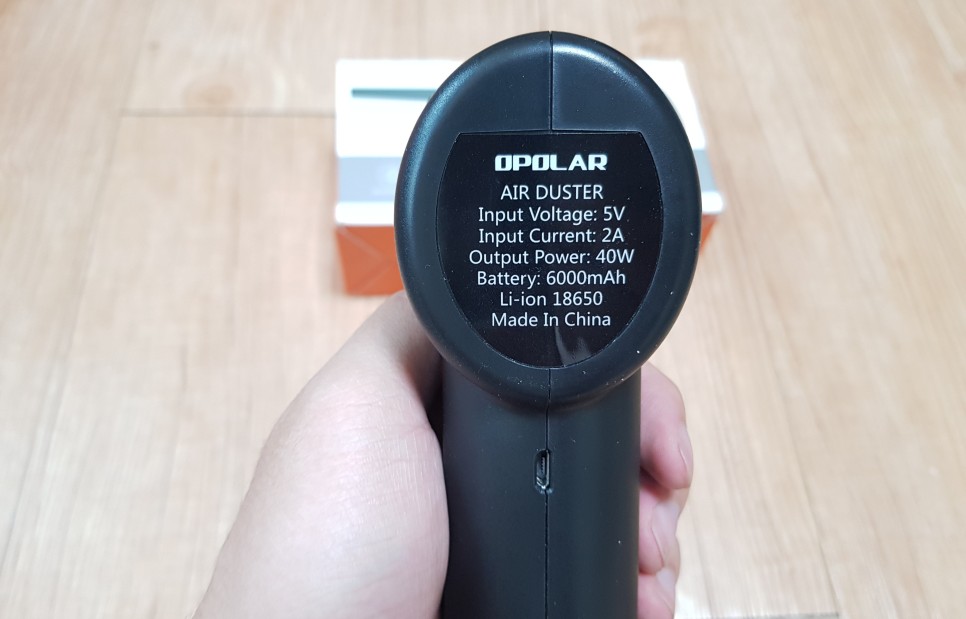 OPOLAR
AIR DUSTER
Input Voltage: 5V
Input Current: 2A
Output Power: 40W
Battery: 6000mAh
Li-ion 18650
Made In China